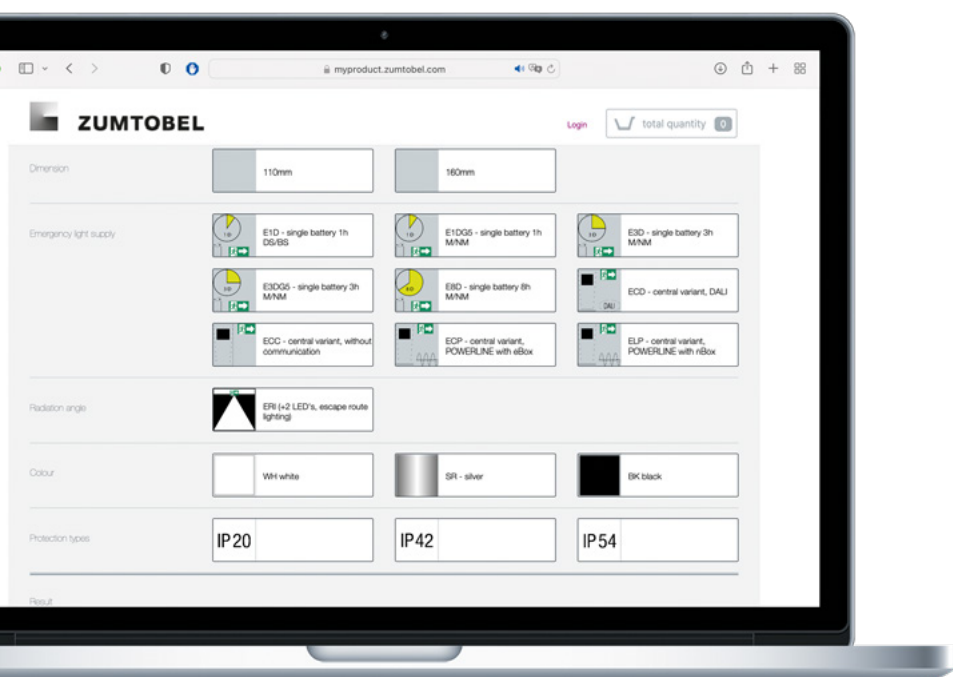 myproduct.zumtobel.com
ZUMTOBEL
Login
total quantity 0
Dimension
110mm
160mm
Emergency light supply
E1D - single battery 1h
DS/BS
E1DG5 - single battery 1h
M/NM
E3D - single battery 3h
M/NM
E3DG5 - single battery 3h
M/NM
E8D - single battery 8h
M/NM
DALI
ECD - central variant, DALI
ECC - central variant, without
communication
ECP - central variant,
POWERLINE with eBox
ELP - central variant,
POWERLINE with nBox
Radiation angle
ERI (+2 LED's, escape route
lighting)
Colour
WH white
SR - silver
BK black
Protection types
IP20
IP42
IP54
Result